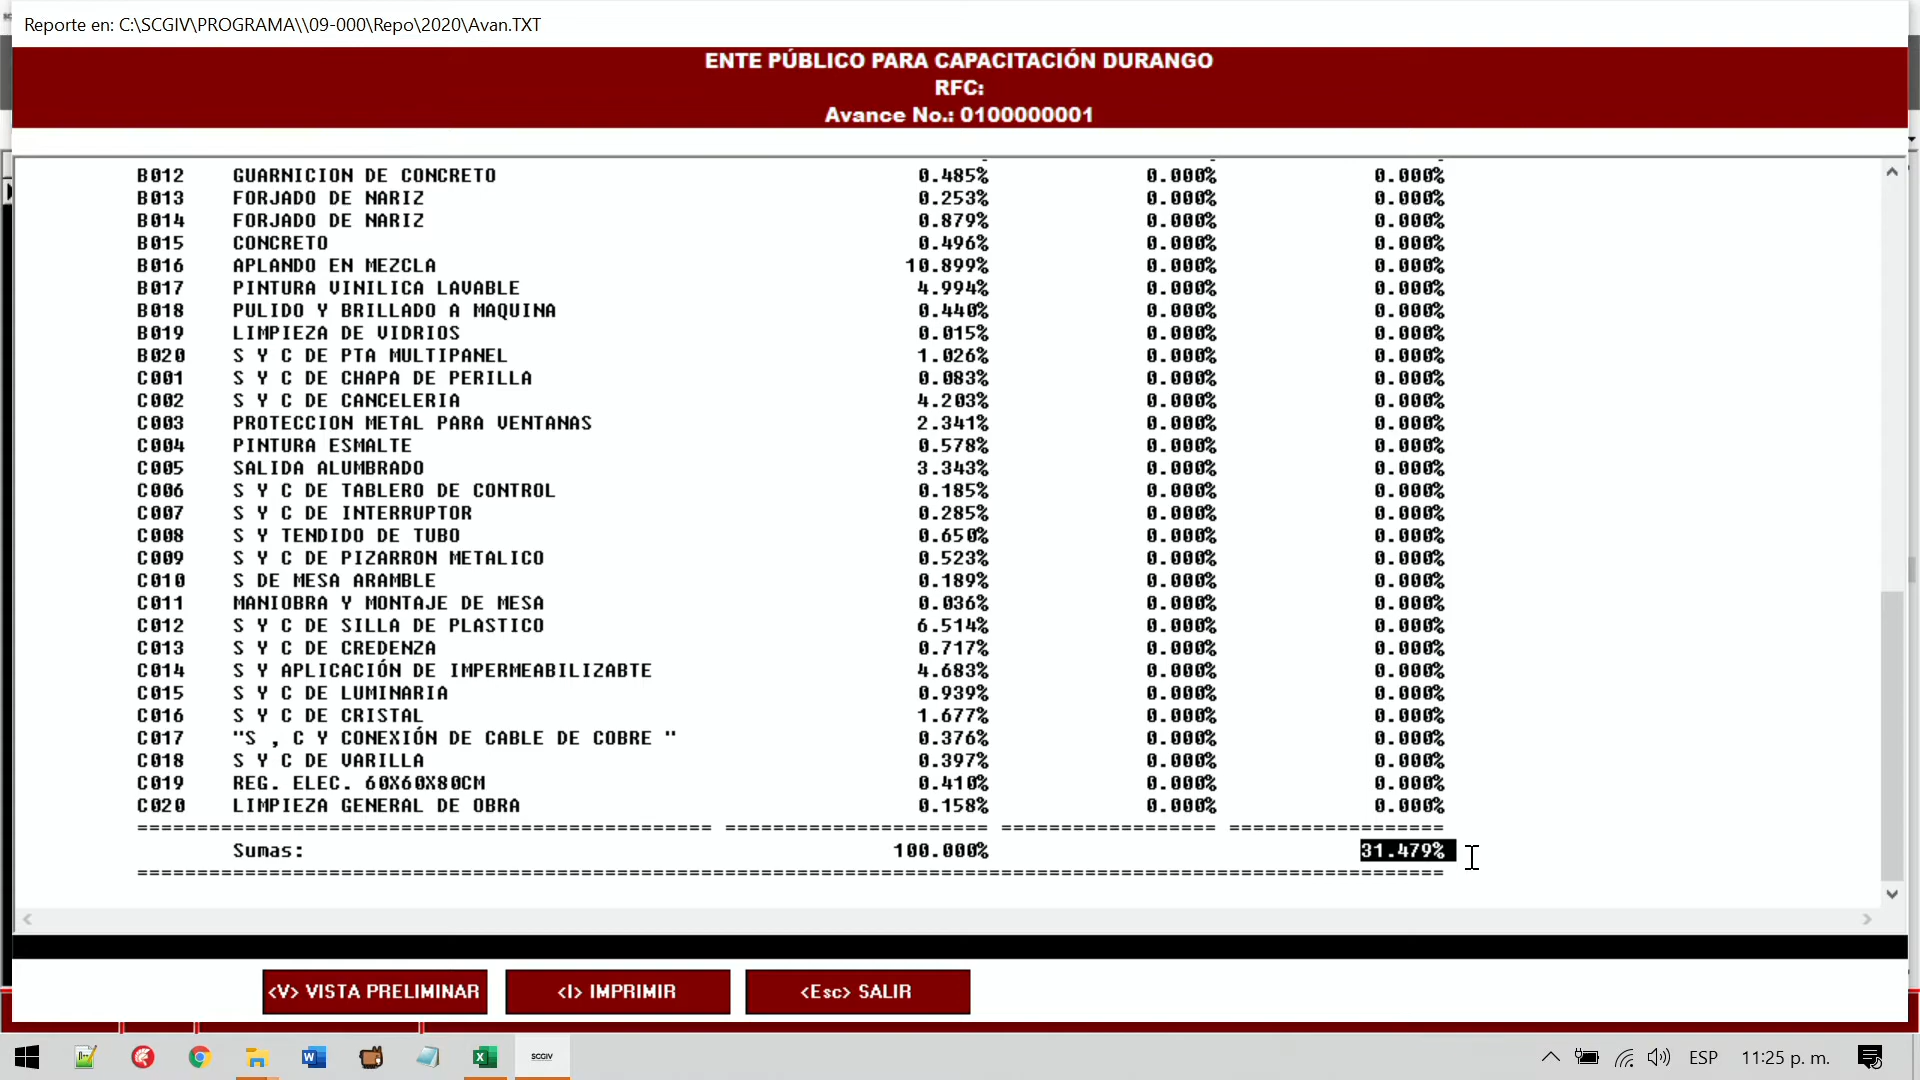 Reporte en: C:\SCGIV\PROGRAMA\\09-000\Repo\2020\Avan.TXT
ENTE PÚBLICO PARA CAPACITACIÓN DURANGO
RFC:
Avance No.: 0100000001
B012 GUARNICION DE CONCRETO 0.485% 0.000% 0.000%
B013 FORJADO DE NARIZ 0.253% 0.000% 0.000%
B014 FORJADO DE NARIZ 0.879% 0.000% 0.000%
B015 CONCRETO 0.496% 0.000% 0.000%
B016 APLANDO EN MEZCLA 10.899% 0.000% 0.000%
B017 PINTURA VINILICA LAVABLE 4.994% 0.000% 0.000%
B018 PULIDO Y BRILLADO A MAQUINA 0.440% 0.000% 0.000%
B019 LIMPIEZA DE VIDRIOS 0.015% 0.000% 0.000%
B020 S Y C DE PTA MULTIPANEL 1.026% 0.000% 0.000%
C001 S Y C DE CHAPA DE PERILLA 0.083% 0.000% 0.000%
C002 S Y C DE CANCELERIA 4.203% 0.000% 0.000%
C003 PROTECCION METAL PARA VENTANAS 2.341% 0.000% 0.000%
C004 PINTURA ESMALTE 0.578% 0.000% 0.000%
C005 SALIDA ALUMBRADO 3.343% 0.000% 0.000%
C006 S Y C DE TABLERO DE CONTROL 0.185% 0.000% 0.000%
C007 S Y C DE INTERRUPTOR 0.285% 0.000% 0.000%
C008 S Y TENDIDO DE TUBO 0.650% 0.000% 0.000%
C009 S Y C DE PIZARRON METALICO 0.523% 0.000% 0.000%
C010 S DE MESA ARAMBLE 0.189% 0.000% 0.000%
C011 MANIOBRA Y MONTAJE DE MESA 0.036% 0.000% 0.000%
C012 S Y C DE SILLA DE PLASTICO 6.514% 0.000% 0.000%
C013 S Y C DE CREDENZA 0.717% 0.000% 0.000%
C014 S Y APLICACIÓN DE IMPERMEABILIZABTE 4.683% 0.000% 0.000%
C015 S Y C DE LUMINARIA 0.939% 0.000% 0.000%
C016 S Y C DE CRISTAL 1.677% 0.000% 0.000%
C017 "S , C Y CONEXIÓN DE CABLE DE COBRE " 0.376% 0.000% 0.000%
C018 S Y C DE VARILLA 0.397% 0.000% 0.000%
C019 REG. ELEC. 60X60X80CM 0.410% 0.000% 0.000%
C020 LIMPIEZA GENERAL DE OBRA 0.158% 0.000% 0.000%
Sumas: 100.000% 31.479%
<V> VISTA PRELIMINAR <I> IMPRIMIR <Esc> SALIR
SCGIV ESP 11:25 p. m.